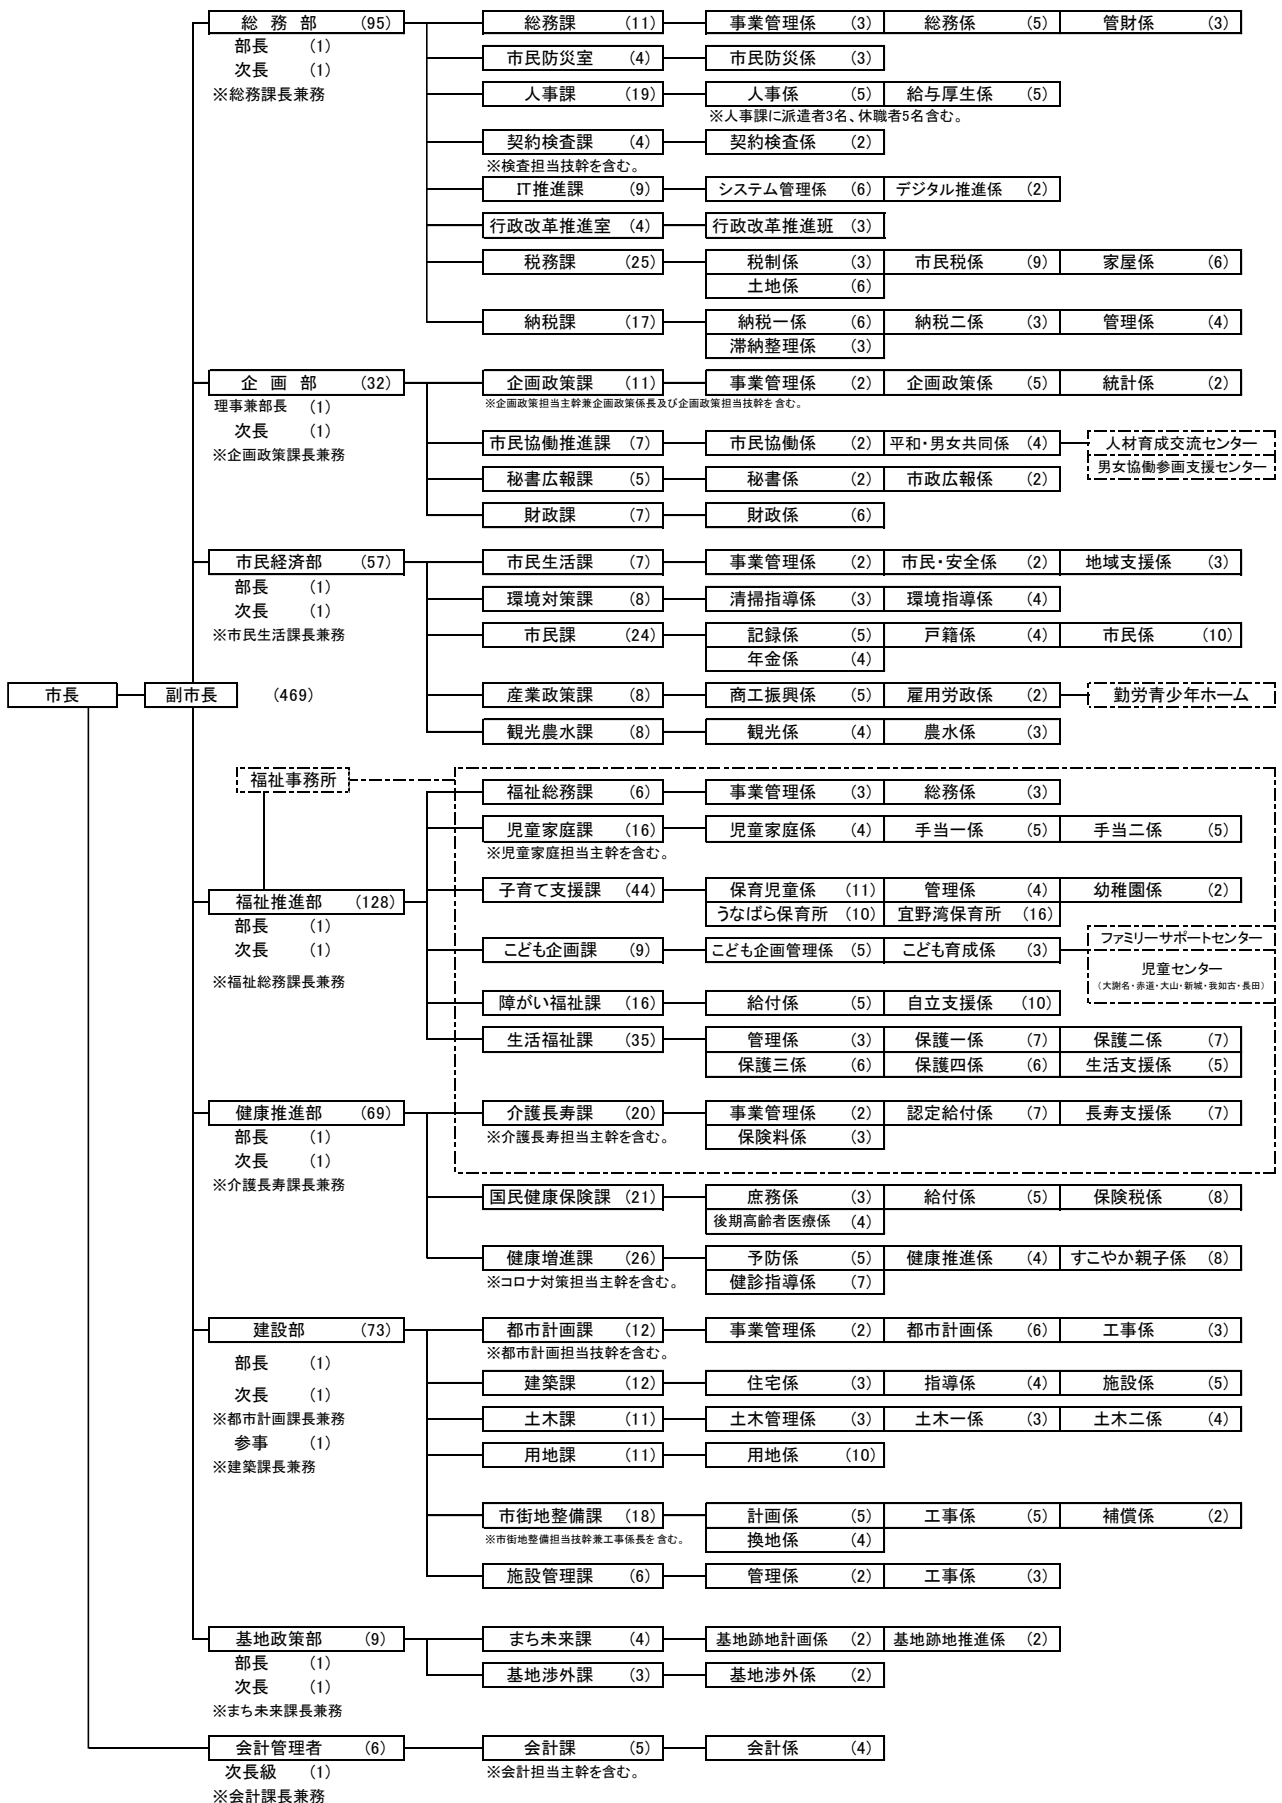 総務部 (95) 総務課 (11) 事業管理係 (3) 総務係 (5) 管財係 (3)
部長 (1)
市民防災室 (4) 市民防災係 (3)
次長 (1)
※総務課長兼務
人事課 (19) 人事係 (5) 給与厚生係 (5)
※人事課に派遣者3名、休職者5名含む。
契約検査課 (4) 契約検査係 (2)
※検査担当技幹を含む。
IT推進課 (9) システム管理係 (6) デジタル推進係 (2)
行政改革推進室 (4) 行政改革推進班 (3)
税務課 (25) 税制係 (3) 市民税係 (9) 家屋係 (6)
土地係 (6)
納税課 (17) 納税一係 (6) 納税二係 (3) 管理係 (4)
滞納整理係 (3)
企画部 (32) 企画政策課 (11) 事業管理係 (2) 企画政策係 (5) 統計係 (2)
理事兼部長 (1)
※企画政策担当主幹兼企画政策係長及び企画政策担当技幹を含む。
次長 (1)
※企画政策課長兼務
市民協働推進課 (7) 市民協働係 (2) 平和・男女共同係 (4) 人材育成交流センター
男女協働参画支援センター
秘書広報課 (5) 秘書係 (2) 市政広報係 (2)
財政課 (7) 財政係 (6)
市民経済部 (57) 市民生活課 (7) 事業管理係 (2) 市民・安全係 (2) 地域支援係 (3)
部長 (1)
次長 (1)
※市民生活課長兼務
環境対策課 (8) 清掃指導係 (3) 環境指導係 (4)
市民課 (24) 記録係 (5) 戸籍係 (4) 市民係 (10)
年金係 (4)
市長 副市長 (469)
産業政策課 (8) 商工振興係 (5) 雇用労政係 (2) 勤労青少年ホーム
観光農水課 (8) 観光係 (4) 農水係 (3)
福祉事務所
福祉総務課 (6) 事業管理係 (3) 総務係 (3)
児童家庭課 (16) 児童家庭係 (4) 手当一係 (5) 手当二係 (5)
※児童家庭担当主幹を含む。
子育て支援課 (44) 保育児童係 (11) 管理係 (4) 幼稚園係 (2)
うなばら保育所 (10) 宜野湾保育所 (16)
福祉推進部 (128)
部長 (1)
次長 (1)
※福祉総務課長兼務
こども企画課 (9) こども企画管理係 (5) こども育成係 (3) ファミリーサポートセンター
児童センター
(大謝名・赤道・大山・新城・我如古・長田)
障がい福祉課 (16) 給付係 (5) 自立支援係 (10)
生活福祉課 (35) 管理係 (3) 保護一係 (7) 保護二係 (7)
保護三係 (6) 保護四係 (6) 生活支援係 (5)
健康推進部 (69) 介護長寿課 (20) 事業管理係 (2) 認定給付係 (7) 長寿支援係 (7)
部長 (1)
※介護長寿担当主幹を含む。
保険料係 (3)
次長 (1)
※介護長寿課長兼務
国民健康保険課 (21) 庶務係 (3) 給付係 (5) 保険税係 (8)
後期高齢者医療係 (4)
健康増進課 (26) 予防係 (5) 健康推進係 (4) すこやか親子係 (8)
※コロナ対策担当主幹を含む。
健診指導係 (7)
建設部 (73) 都市計画課 (12) 事業管理係 (2) 都市計画係 (6) 工事係 (3)
※都市計画担当技幹を含む。
部長 (1)
次長 (1)
※都市計画課長兼務
参事 (1)
※建築課長兼務
建築課 (12) 住宅係 (3) 指導係 (4) 施設係 (5)
土木課 (11) 土木管理係 (3) 土木一係 (3) 土木二係 (4)
用地課 (11) 用地係 (10)
市街地整備課 (18) 計画係 (5) 工事係 (5) 補償係 (2)
※市街地整備担当技幹兼工事係長を含む。
換地係 (4)
施設管理課 (6) 管理係 (2) 工事係 (3)
基地政策部 (9) まち未来課 (4) 基地跡地計画係 (2) 基地跡地推進係 (2)
部長 (1)
次長 (1)
※まち未来課長兼務
基地渉外課 (3) 基地渉外係 (2)
会計管理者 (6) 会計課 (5) 会計係 (4)
次長級 (1)
※会計担当主幹を含む。
※会計課長兼務